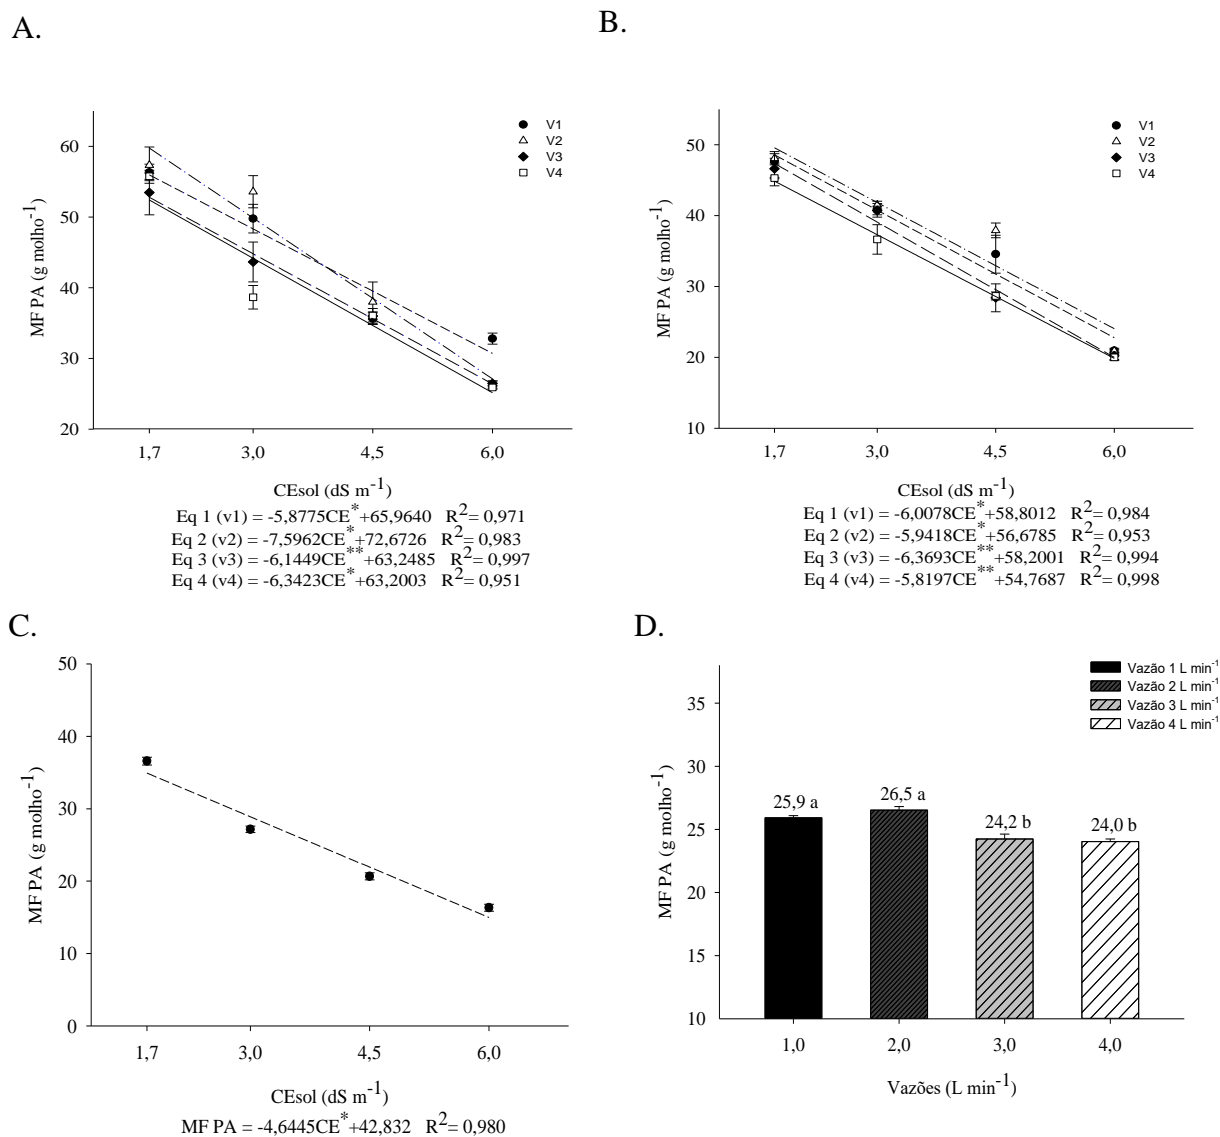 A.
60
50
40
30
20
MF PA (g molho-1)
V1
V2
V3
V4
1,7 3,0 4,5 6,0
CEsol (dS m-1)
Eq 1 (v1) = -5,8775CE*+65,9640 R2= 0,971
Eq 2 (v2) = -7,5962CE*+72,6726 R2= 0,983
Eq 3 (v3) = -6,1449CE**+63,2485 R2= 0,997
Eq 4 (v4) = -6,3423CE*+63,2003 R2= 0,951
B.
50
40
30
20
10
MF PA (g molho-1)
V1
V2
V3
V4
1,7 3,0 4,5 6,0
CEsol (dS m-1)
Eq 1 (v1) = -6,0078CE*+58,8012 R2= 0,984
Eq 2 (v2) = -5,9418CE*+56,6785 R2= 0,953
Eq 3 (v3) = -6,3693CE**+58,2001 R2= 0,994
Eq 4 (v4) = -5,8197CE**+54,7687 R2= 0,998
C.
50
40
30
20
10
0
MF PA (g molho-1)
1,7 3,0 4,5 6,0
CEsol (dS m-1)
MF PA = -4,6445CE*+42,832 R2= 0,980
D.
Vazão 1 L min-1
Vazão 2 L min-1
Vazão 3 L min-1
Vazão 4 L min-1
35
30
25
20
15
10
MF PA (g molho-1)
25,9 a 26,5 a 24,2 b 24,0 b
1,0 2,0 3,0 4,0
Vazões (L min-1)